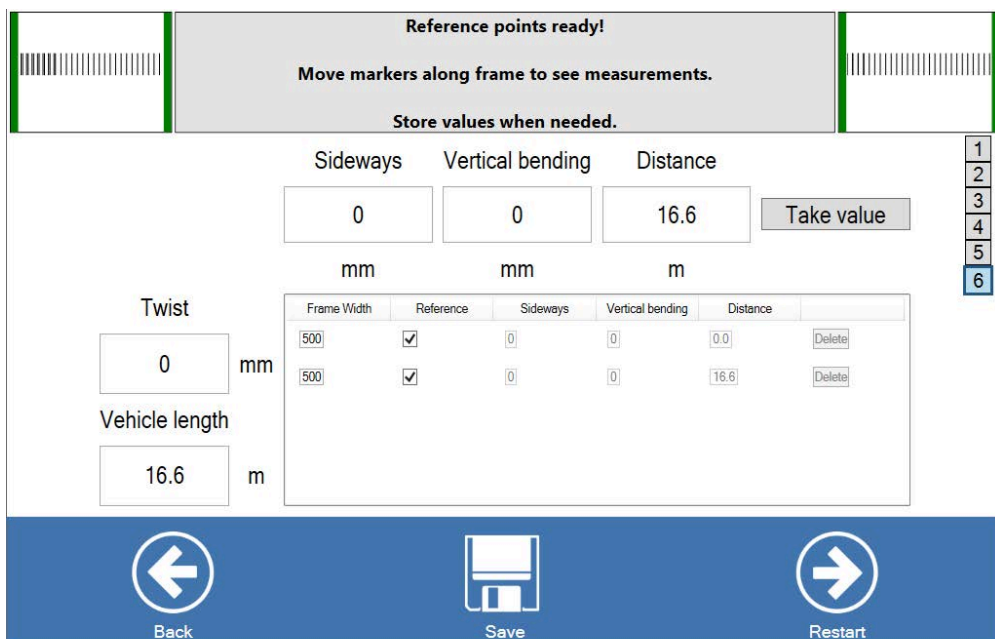 Reference points ready!
Move markers along frame to see measurements.
Store values when needed.
1
2
3
4
5
6
Sideways Vertical bending Distance
0 0 16.6 Take value
mm mm m
Twist
0 mm
Vehicle length
16.6 m
Frame Width Reference Sideways Vertical bending Distance
500 0 0 0.0 Delete
500 0 0 16.6 Delete
Back Save Restart